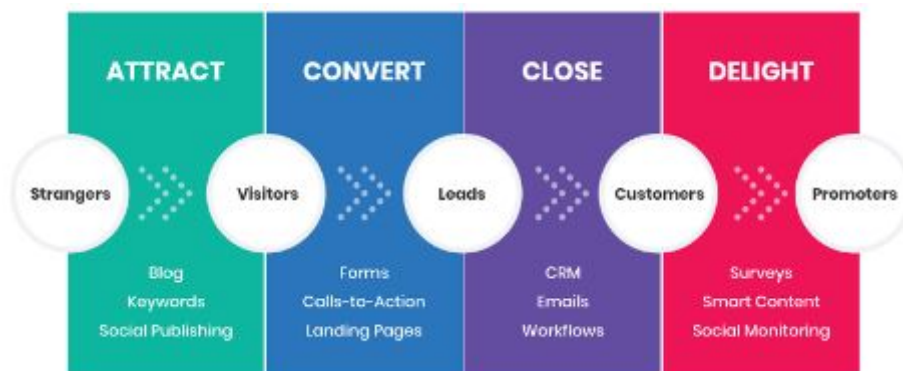 ATTRACT CONVERT CLOSE DELIGHT
Strangers Visitors Leads Customers Promoters
Blog Forms CRM Surveys
Keywords Calls-to-Action Emails Smart Content
Social Publishing Landing Pages Workflows Social Monitoring